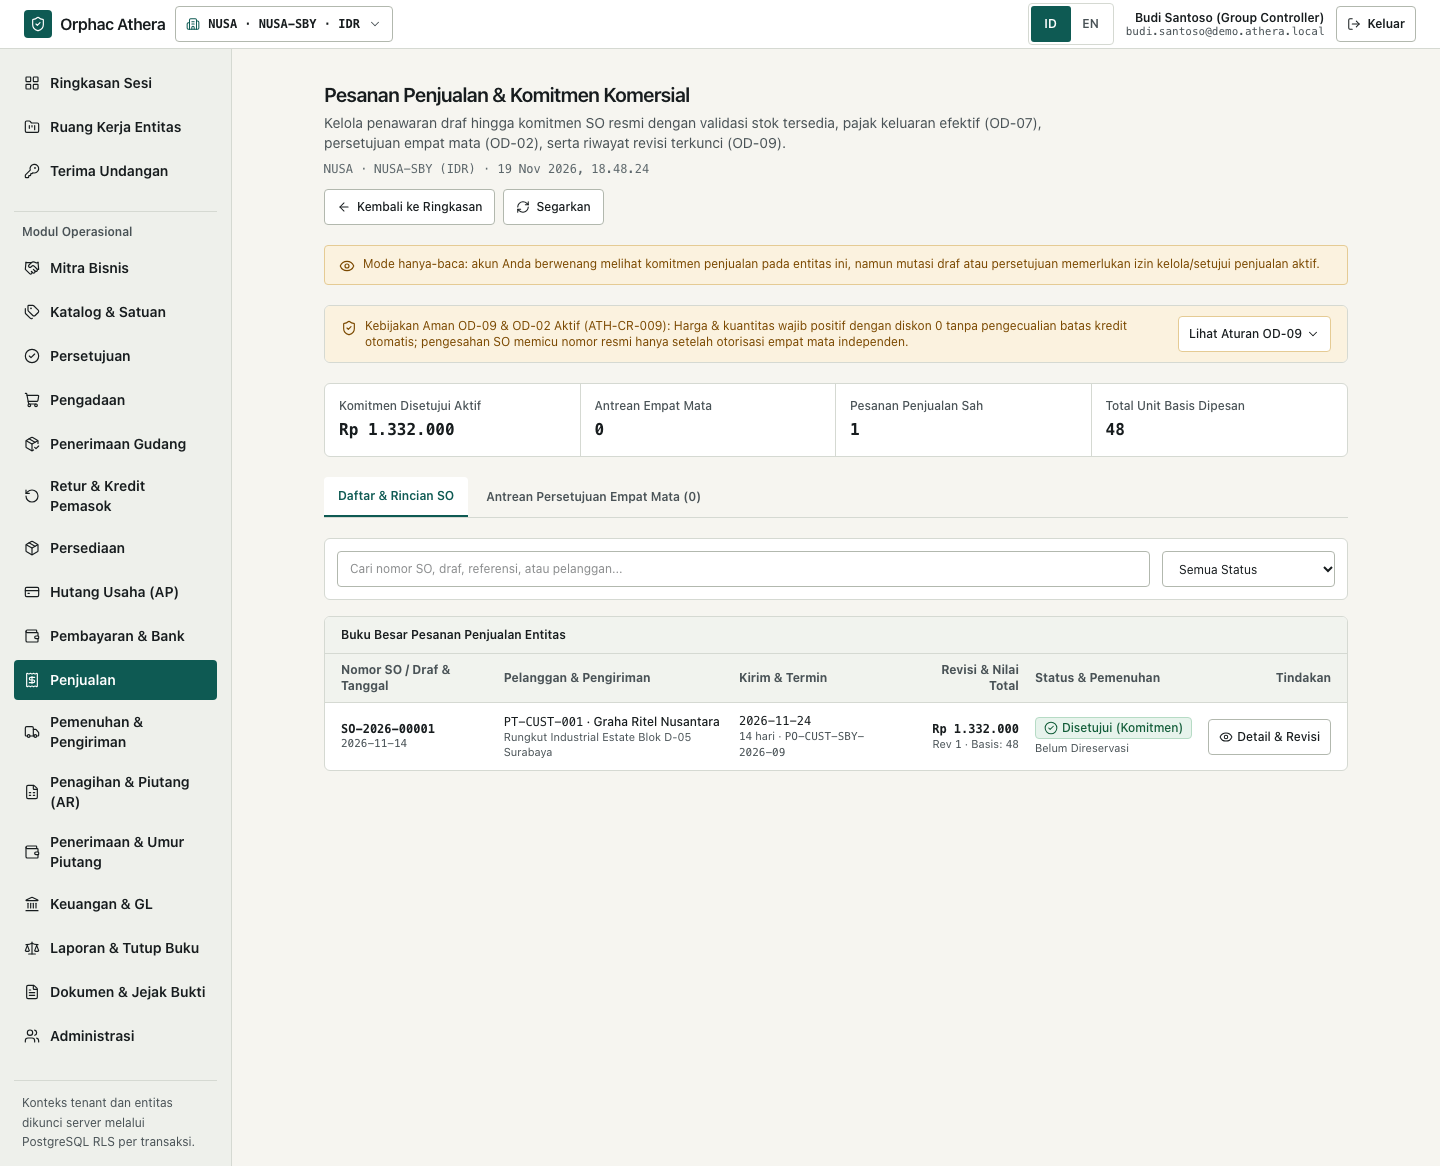 Orphac Athera
NUSA · NUSA-SBY · IDR
ID
EN
Budi Santoso (Group Controller)
budi.santoso@demo.athera.local
Keluar
Ringkasan Sesi
Ruang Kerja Entitas
Terima Undangan
Modul Operasional
Mitra Bisnis
Katalog & Satuan
Persetujuan
Pengadaan
Penerimaan Gudang
Retur & Kredit
Pemasok
Persediaan
Hutang Usaha (AP)
Pembayaran & Bank
Penjualan
Pemenuhan &
Pengiriman
Penagihan & Piutang
(AR)
Penerimaan & Umur
Piutang
Keuangan & GL
Laporan & Tutup Buku
Dokumen & Jejak Bukti
Administrasi
Konteks tenant dan entitas
dikunci server melalui
PostgreSQL RLS per transaksi.
Pesanan Penjualan & Komitmen Komersial
Kelola penawaran draf hingga komitmen SO resmi dengan validasi stok tersedia, pajak keluaran efektif (OD-07),
persetujuan empat mata (OD-02), serta riwayat revisi terkunci (OD-09).
NUSA · NUSA-SBY (IDR) · 19 Nov 2026, 18.48.24
Kembali ke Ringkasan
Segarkan
Mode hanya-baca: akun Anda berwenang melihat komitmen penjualan pada entitas ini, namun mutasi draf atau persetujuan memerlukan izin kelola/setujui penjualan aktif.
Kebijakan Aman OD-09 & OD-02 Aktif (ATH-CR-009): Harga & kuantitas wajib positif dengan diskon 0 tanpa pengecualian batas kredit
otomatis; pengesahan SO memicu nomor resmi hanya setelah otorisasi empat mata independen.
Lihat Aturan OD-09
Komitmen Disetujui Aktif
Rp 1.332.000
Antrean Empat Mata
0
Pesanan Penjualan Sah
1
Total Unit Basis Dipesan
48
Daftar & Rincian SO
Antrean Persetujuan Empat Mata (0)
Cari nomor SO, draf, referensi, atau pelanggan...
Semua Status
Buku Besar Pesanan Penjualan Entitas
Nomor SO / Draf &
Tanggal
Pelanggan & Pengiriman
Kirim & Termin
Revisi & Nilai
Total
Status & Pemenuhan
Tindakan
SO-2026-00001
2026-11-14
PT-CUST-001 · Graha Ritel Nusantara
Rungkut Industrial Estate Blok D-05
Surabaya
2026-11-24
14 hari · PO-CUST-SBY-
2026-09
Rp 1.332.000
Rev 1 · Basis: 48
Disetujui (Komitmen)
Belum Direservasi
Detail & Revisi